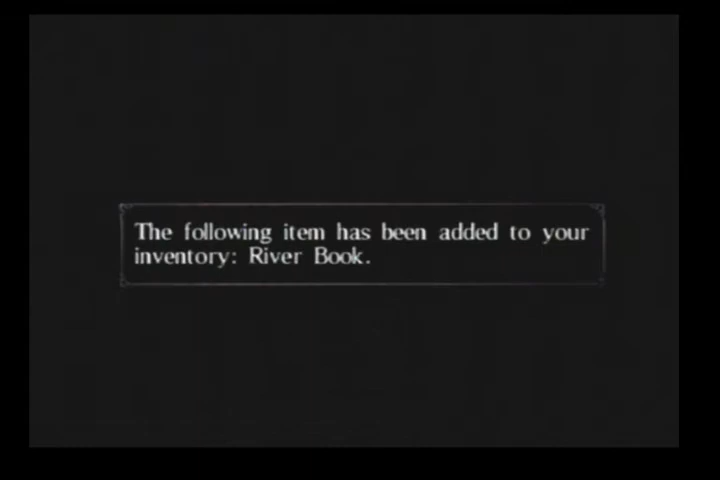 The following item has been added to your
inventory: River Book.